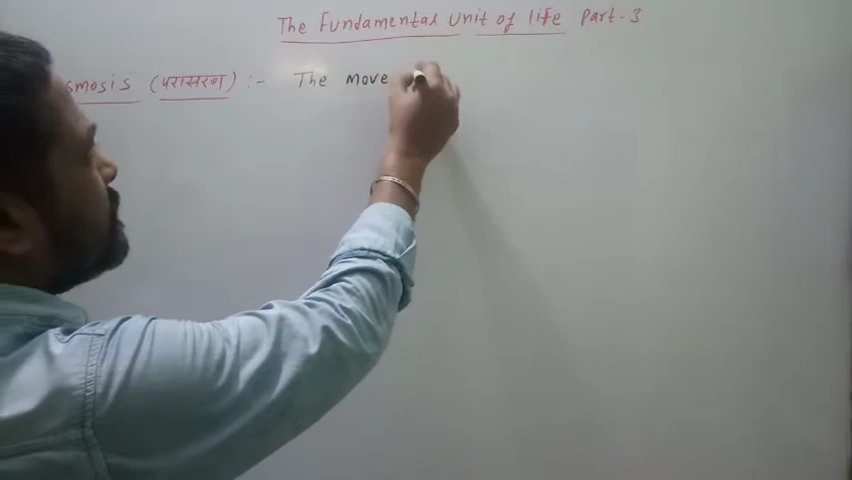 The Fundamental Unit of life Part-3
smosis (परासरण) :- The move